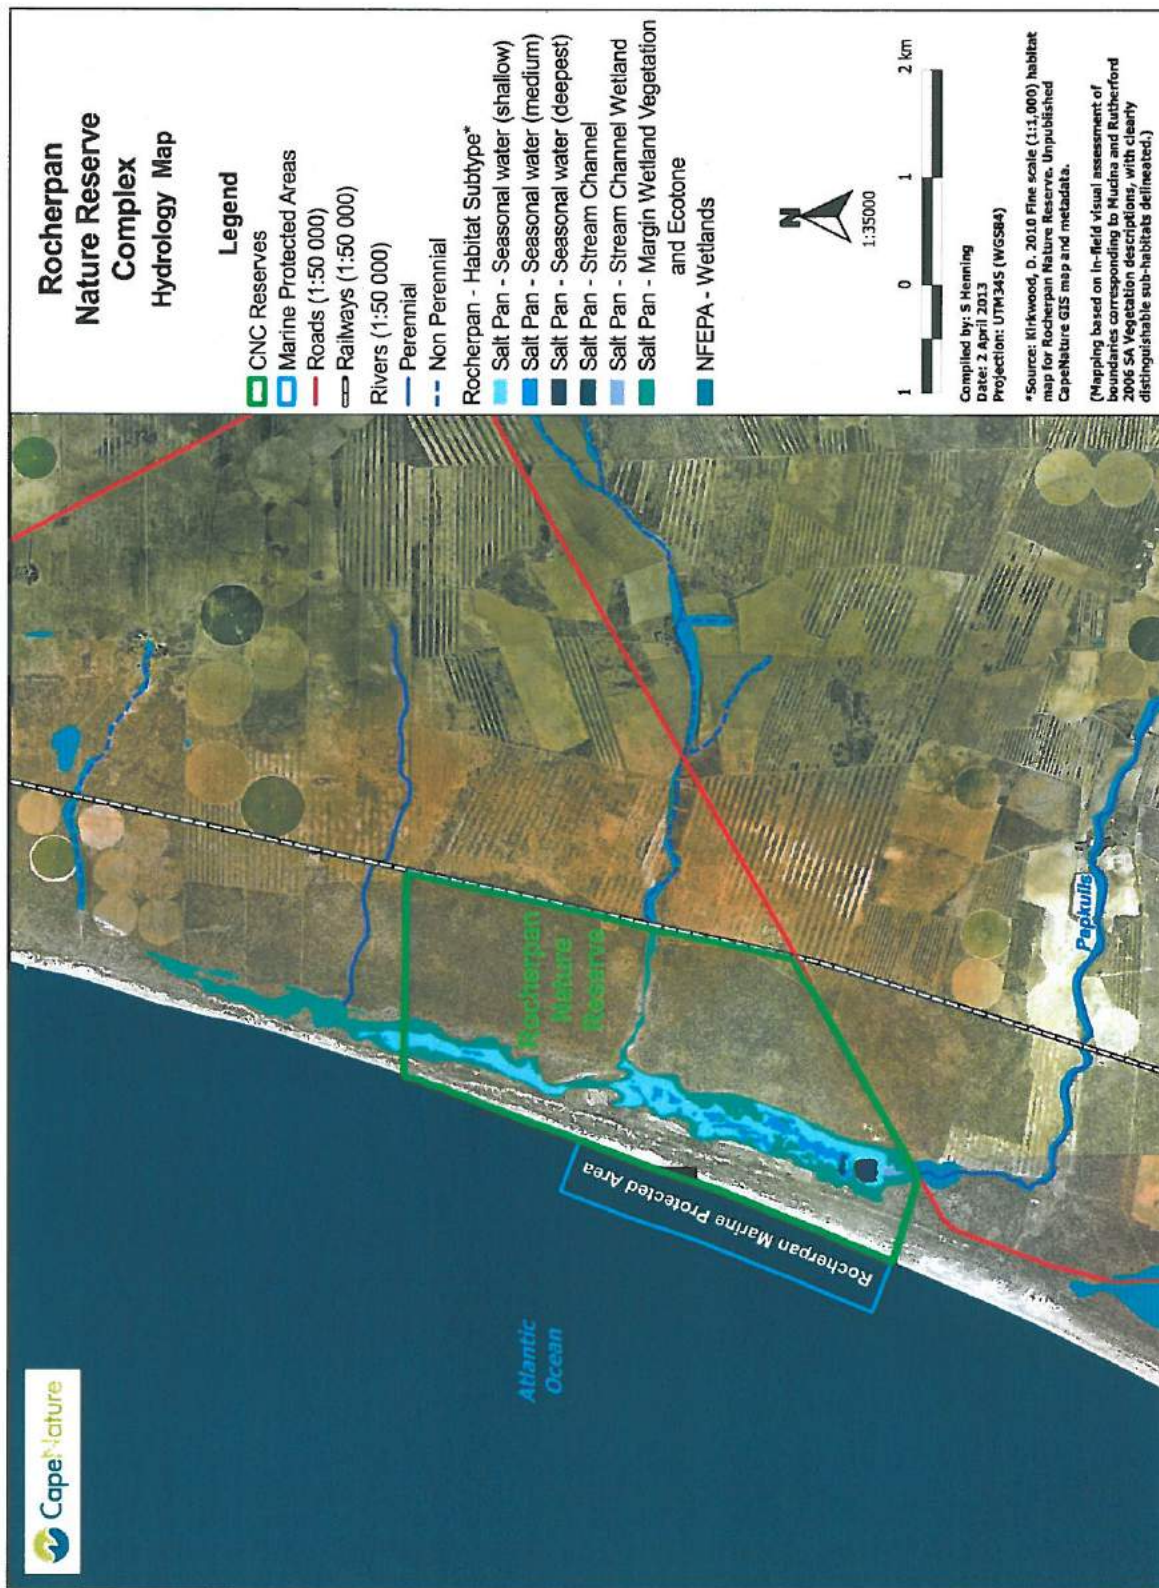 CapeNature
Rocherpan
Nature Reserve
Complex
Hydrology Map
Legend
CNC Reserves
Marine Protected Areas
Roads (1:50 000)
Railways (1:50 000)
Rivers (1:50 000)
Perennial
Non Perennial
Rocherpan - Habitat Subtype*
Salt Pan - Seasonal water (shallow)
Salt Pan - Seasonal water (medium)
Salt Pan - Seasonal water (deepest)
Salt Pan - Stream Channel
Salt Pan - Stream Channel Wetland
Salt Pan - Margin Wetland Vegetation
and Ecotone
NFEPA - Wetlands
N
1:35000
1 0 1 2 km
Compiled by: S Henning
Date: 2 April 2013
Projection: UTM34S (WGS84)
*Source: Kirkwood, D. 2010 Fine scale (1:1,000) habitat
map for Rocherpan Nature Reserve. Unpublished
CapeNature GIS map and metadata.
(Mapping based on in-field visual assessment of
boundaries corresponding to Mucina and Rutherford
2006 SA Vegetation descriptions, with clearly
distinguishable sub-habitats delineated.)
Rocherpan
Nature
Reserve
Rocherpan Marine Protected Area
Atlantic
Ocean
Papkuils